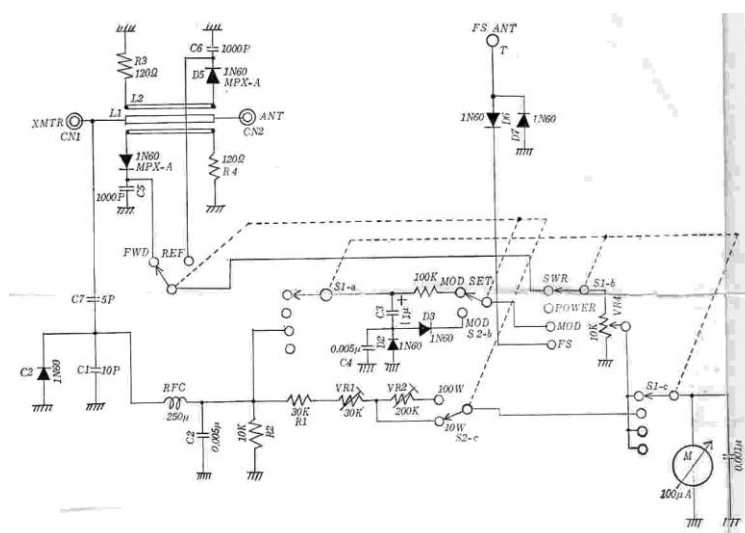 FS ANT
T
C6
1000P
R3
120Ω
D5
1N60
MPX-A
L2
L1
XMTR
CN1
ANT
CN2
1N60
D6
D7
1N60
1N60
MPX-A
120Ω
R4
1000P
C5
FWD
REF
S1-a
100K
MOD SET
SWR
S1-b
POWER
MOD
FS
VR4
10K
C7
5P
C3
1μ
+
−
D3
1N60
MOD
S2-b
0.005μ
C4
D2
1N60
C2
1N60
C1
10P
RFC
250μ
C2
0.005μ
10K
R2
30K
R1
VR1
30K
VR2
200K
100W
10W
S2-c
S1-c
M
100μA
0.001μ